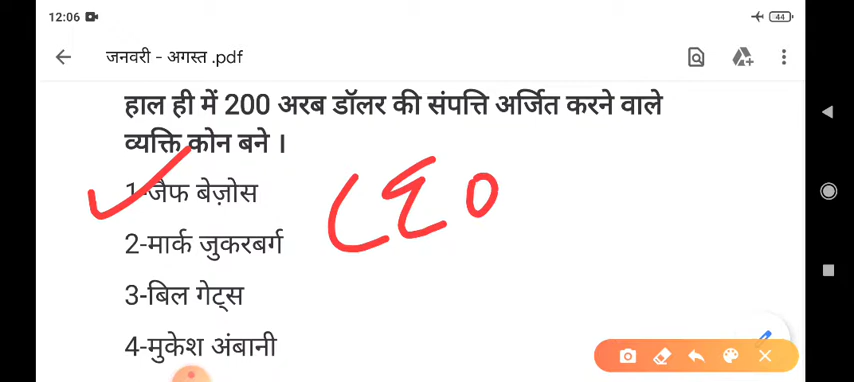 12:06
44
जनवरी - अगस्त .pdf
हाल ही में 200 अरब डॉलर की संपत्ति अर्जित करने वाले
व्यक्ति कोन बने ।
1-जैफ बेज़ोस
2-मार्क जुकरबर्ग
3-बिल गेट्स
4-मुकेश अंबानी